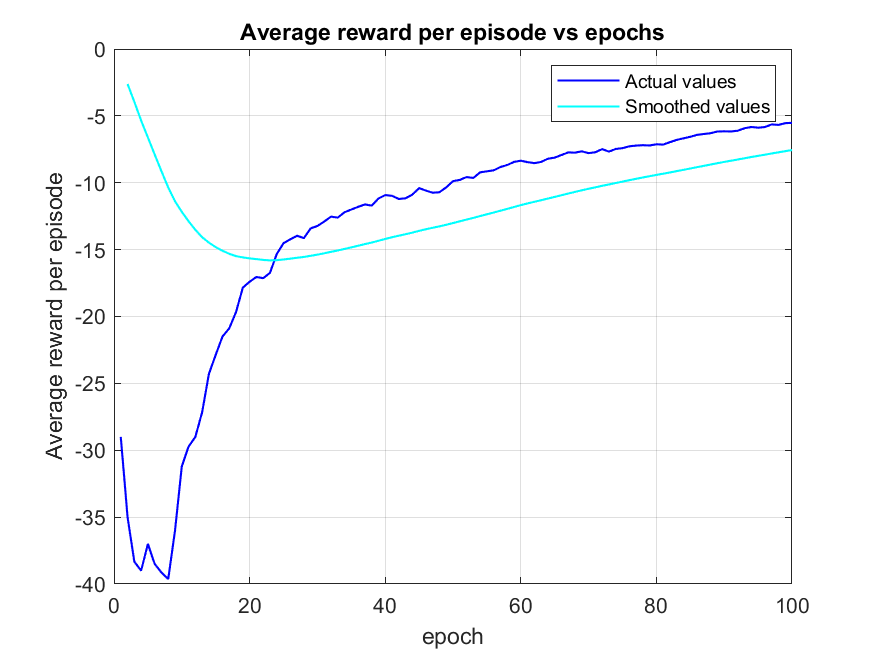 Average reward per episode vs epochs
Actual values
Smoothed values
Average reward per episode
0
-5
-10
-15
-20
-25
-30
-35
-40
0 20 40 60 80 100
epoch